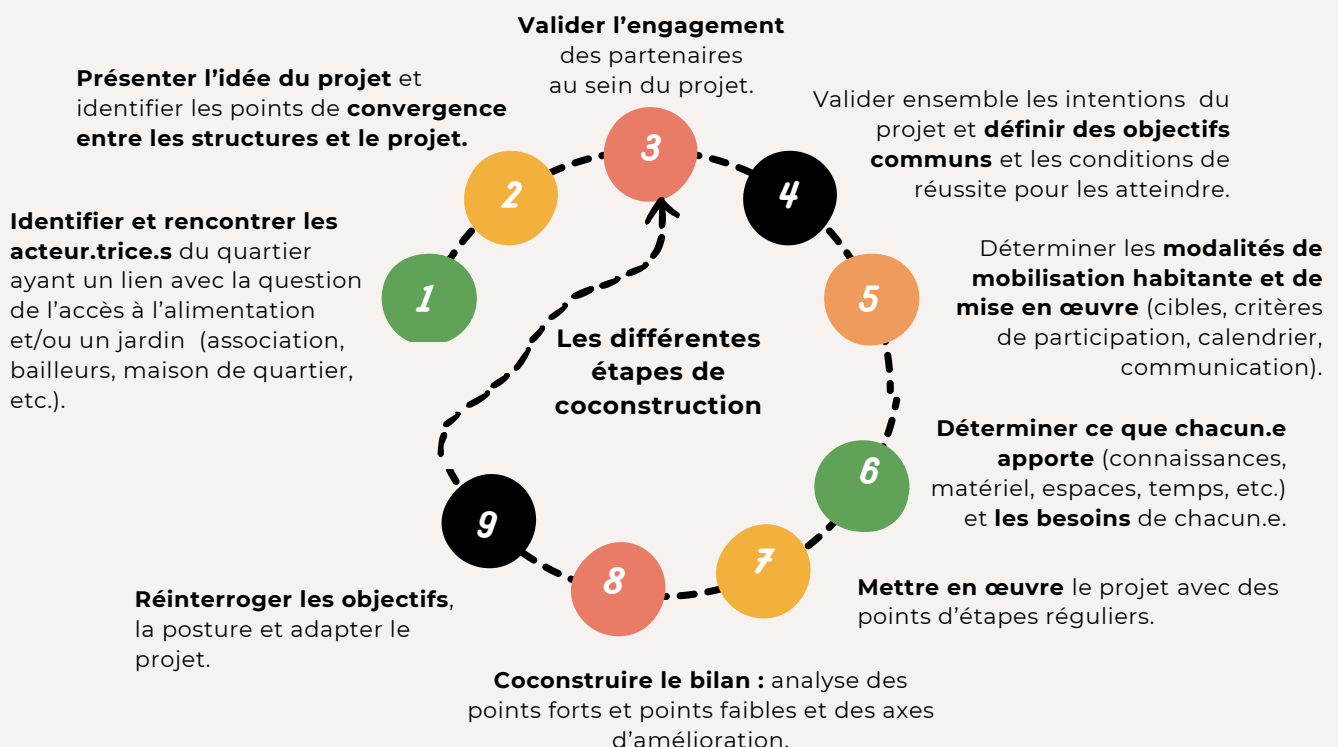 1
Identifier et rencontrer les
acteur.trice.s du quartier
ayant un lien avec la question
de l'accès à l'alimentation
et/ou un jardin (association,
bailleurs, maison de quartier,
etc.).
2
Présenter l'idée du projet et
identifier les points de convergence
entre les structures et le projet.
3
Valider l'engagement
des partenaires
au sein du projet.
4
Valider ensemble les intentions du
projet et définir des objectifs
communs et les conditions de
réussite pour les atteindre.
5
Déterminer les modalités de
mobilisation habitante et de
mise en œuvre (cibles, critères
de participation, calendrier,
communication).
Les différentes
étapes de
coconstruction
6
Déterminer ce que chacun.e
apporte (connaissances,
matériel, espaces, temps, etc.)
et les besoins de chacun.e.
7
Mettre en œuvre le projet avec des
points d'étapes réguliers.
8
Coconstruire le bilan : analyse des
points forts et points faibles et des axes
d'amélioration.
9
Réinterroger les objectifs,
la posture et adapter le
projet.